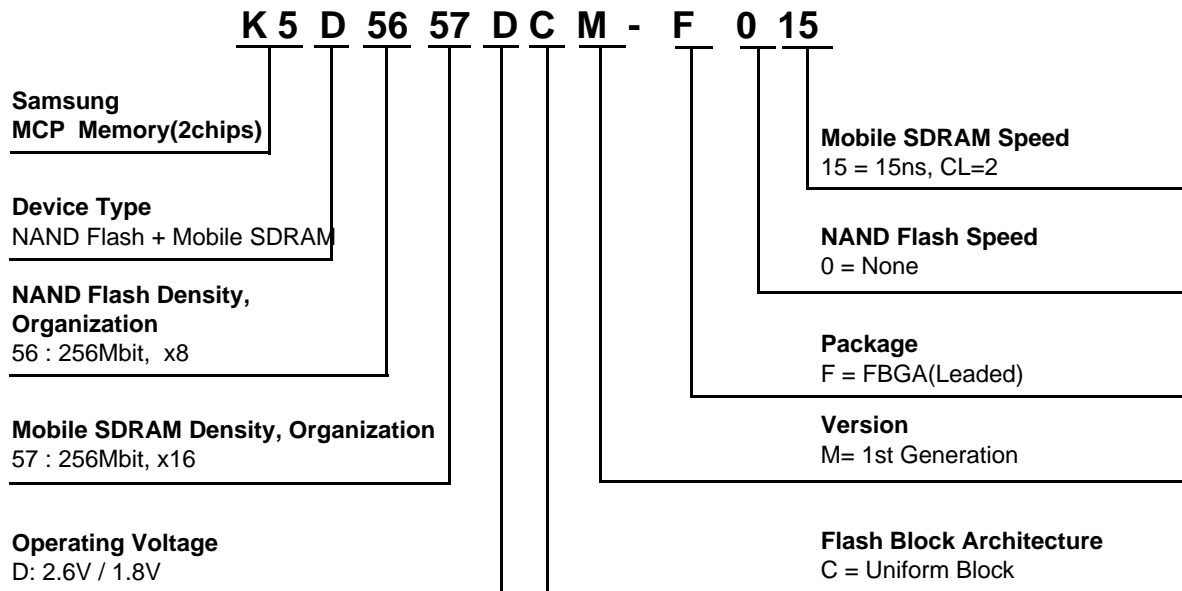 K 5 D 56 57 D C M - F 0 15
Samsung
MCP Memory(2chips)
Device Type
NAND Flash + Mobile SDRAM
NAND Flash Density,
Organization
56 : 256Mbit, x8
Mobile SDRAM Density, Organization
57 : 256Mbit, x16
Operating Voltage
D: 2.6V / 1.8V
Mobile SDRAM Speed
15 = 15ns, CL=2
NAND Flash Speed
0 = None
Package
F = FBGA(Leaded)
Version
M= 1st Generation
Flash Block Architecture
C = Uniform Block